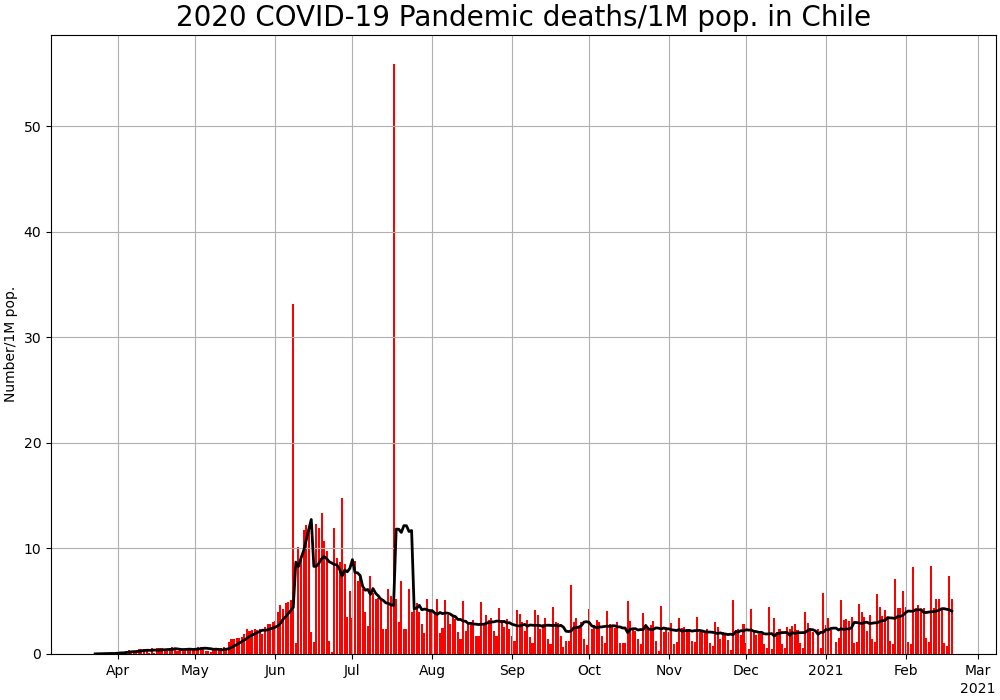 2020 COVID-19 Pandemic deaths/1M pop. in Chile
Number/1M pop.
50
40
30
20
10
0
Apr May Jun Jul Aug Sep Oct Nov Dec 2021 Feb Mar
2021